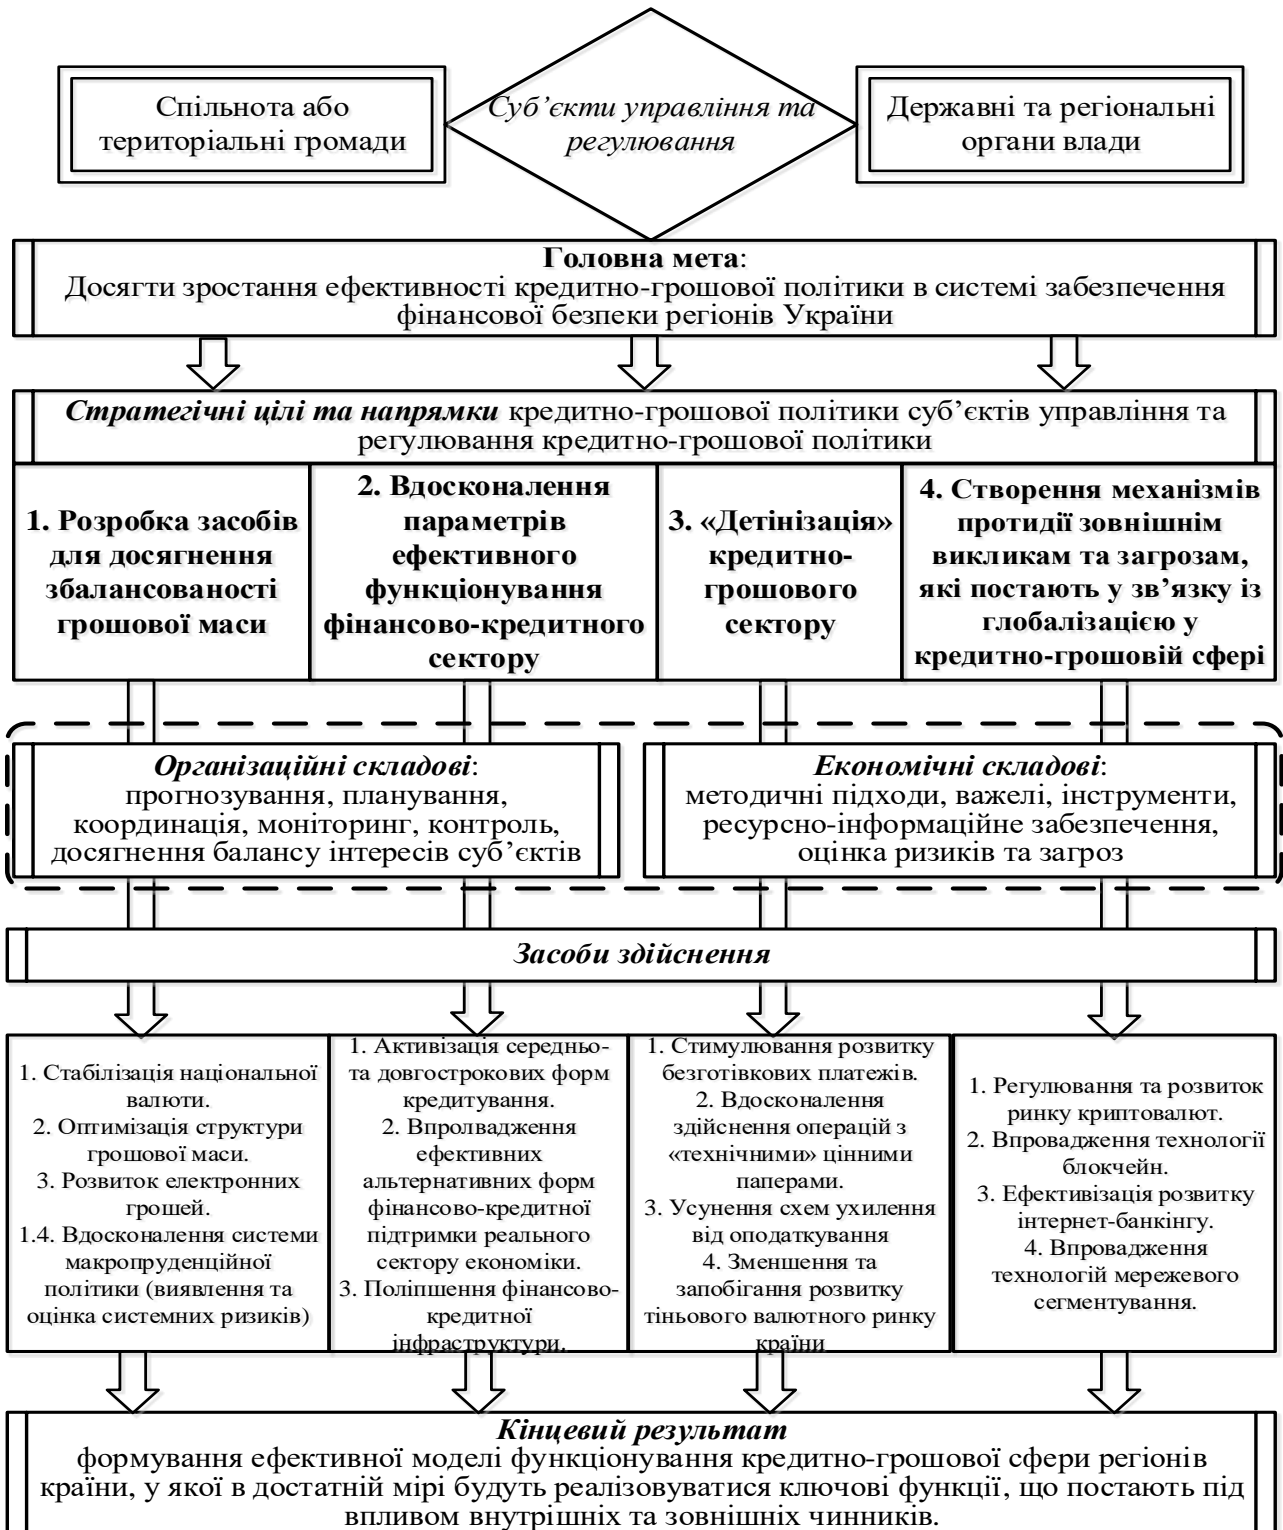 Спільнота або
територіальні громади
Суб’єкти управління та
регулювання
Державні та регіональні
органи влади
Головна мета:
Досягти зростання ефективності кредитно-грошової політики в системі забезпечення
фінансової безпеки регіонів України
Стратегічні цілі та напрямки кредитно-грошової політики суб’єктів управління та
регулювання кредитно-грошової політики
1. Розробка засобів
для досягнення
збалансованості
грошової маси
2. Вдосконалення
параметрів
ефективного
функціонування
фінансово-кредитного
сектору
3. «Детінізація»
кредитно-
грошового
сектору
4. Створення механізмів
протидії зовнішнім
викликам та загрозам,
які постають у зв’язку із
глобалізацією у
кредитно-грошовій сфері
Організаційні складові:
прогнозування, планування,
координація, моніторинг, контроль,
досягнення балансу інтересів суб’єктів
Економічні складові:
методичні підходи, важелі, інструменти,
ресурсно-інформаційне забезпечення,
оцінка ризиків та загроз
Засоби здійснення
1. Стабілізація національної
валюти.
2. Оптимізація структури
грошової маси.
3. Розвиток електронних
грошей.
1.4. Вдосконалення системи
макропруденційної
політики (виявлення та
оцінка системних ризиків)
1. Активізація середньо-
та довгострокових форм
кредитування.
2. Впролвадження
ефективних
альтернативних форм
фінансово-кредитної
підтримки реального
сектору економіки.
3. Поліпшення фінансово-
кредитної
інфраструктури.
1. Стимулювання розвитку
безготівкових платежів.
2. Вдосконалення
здійснення операцій з
«технічними» цінними
паперами.
3. Усунення схем ухилення
від оподаткування
4. Зменшення та
запобігання розвитку
тіньового валютного ринку
країни
1. Регулювання та розвиток
ринку криптовалют.
2. Впровадження технології
блокчейн.
3. Ефективізація розвитку
інтернет-банкінгу.
4. Впровадження
технологій мережевого
сегментування.
Кінцевий результат
формування ефективної моделі функціонування кредитно-грошової сфери регіонів
країни, у якої в достатній мірі будуть реалізовуватися ключові функції, що постають під
впливом внутрішніх та зовнішніх чинників.